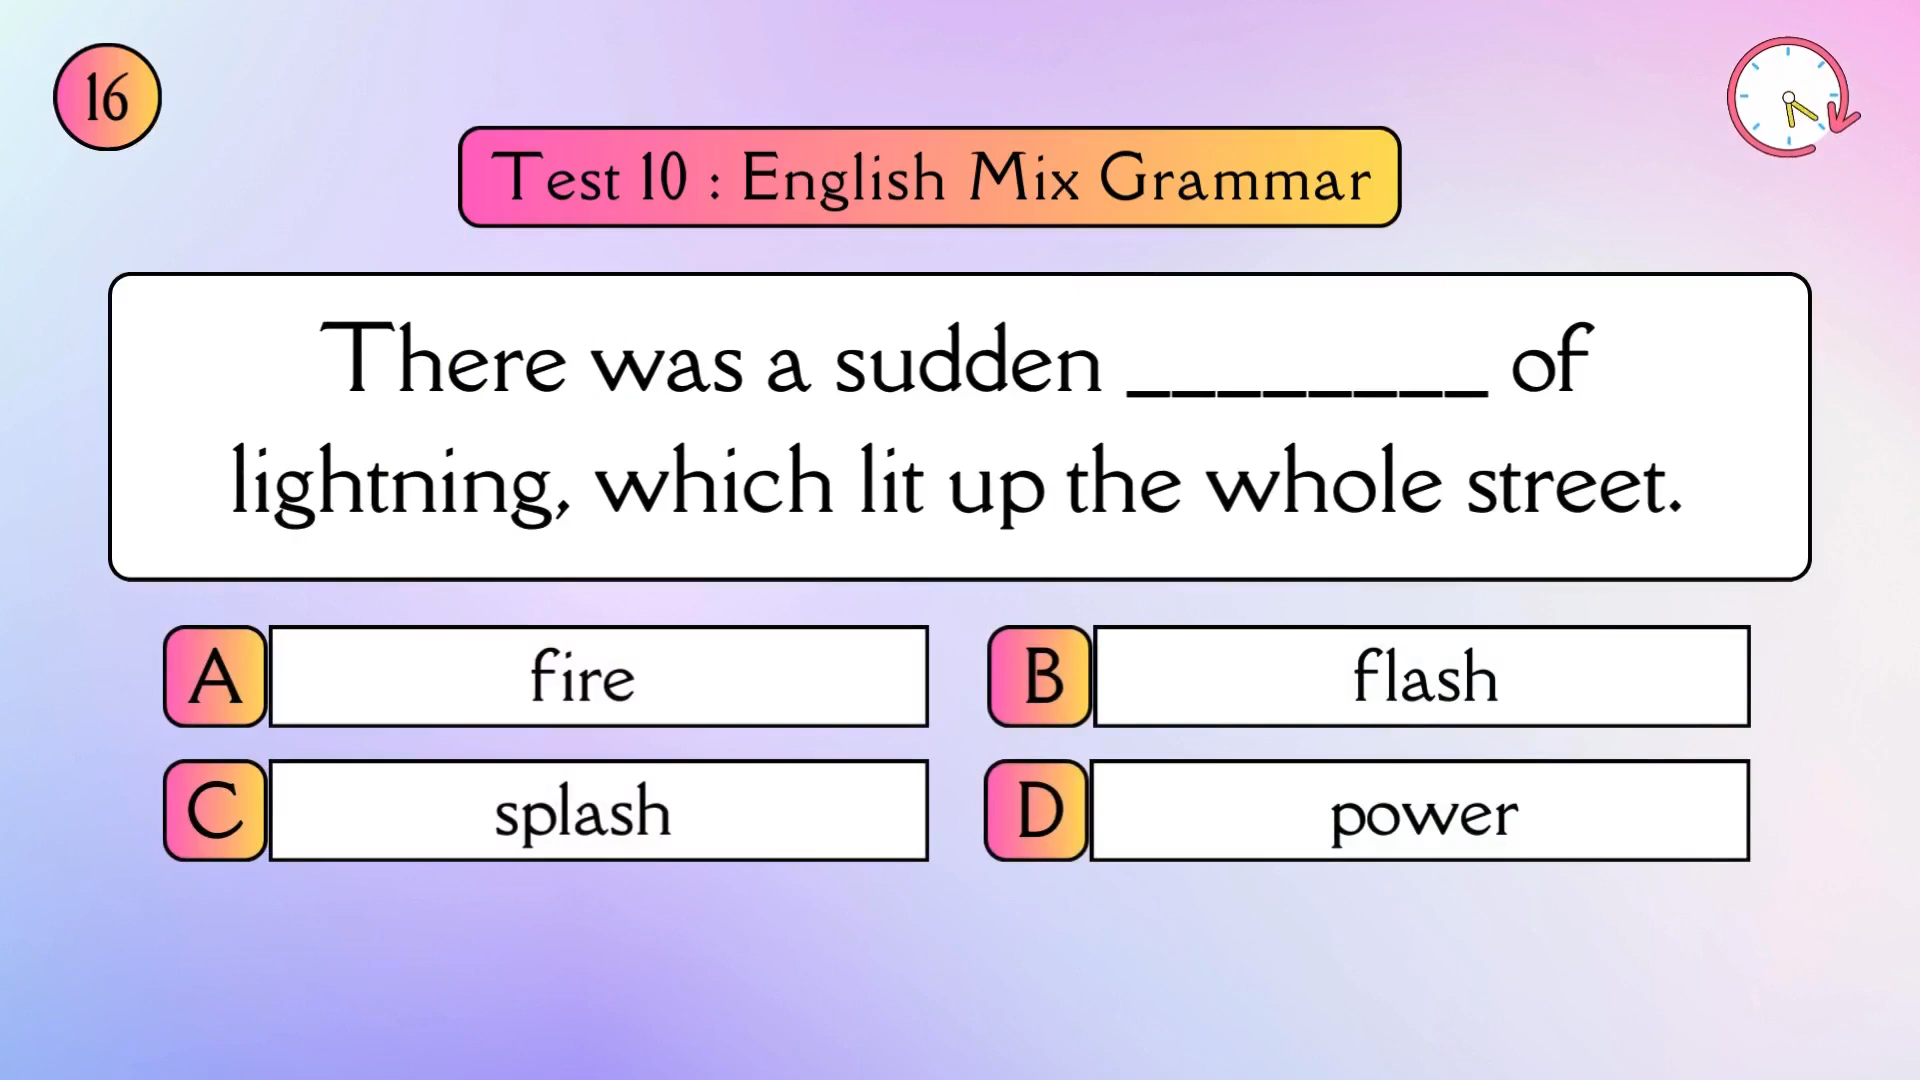 16
Test 10 : English Mix Grammar
There was a sudden ________ of
lightning, which lit up the whole street.
A fire
B flash
C splash
D power